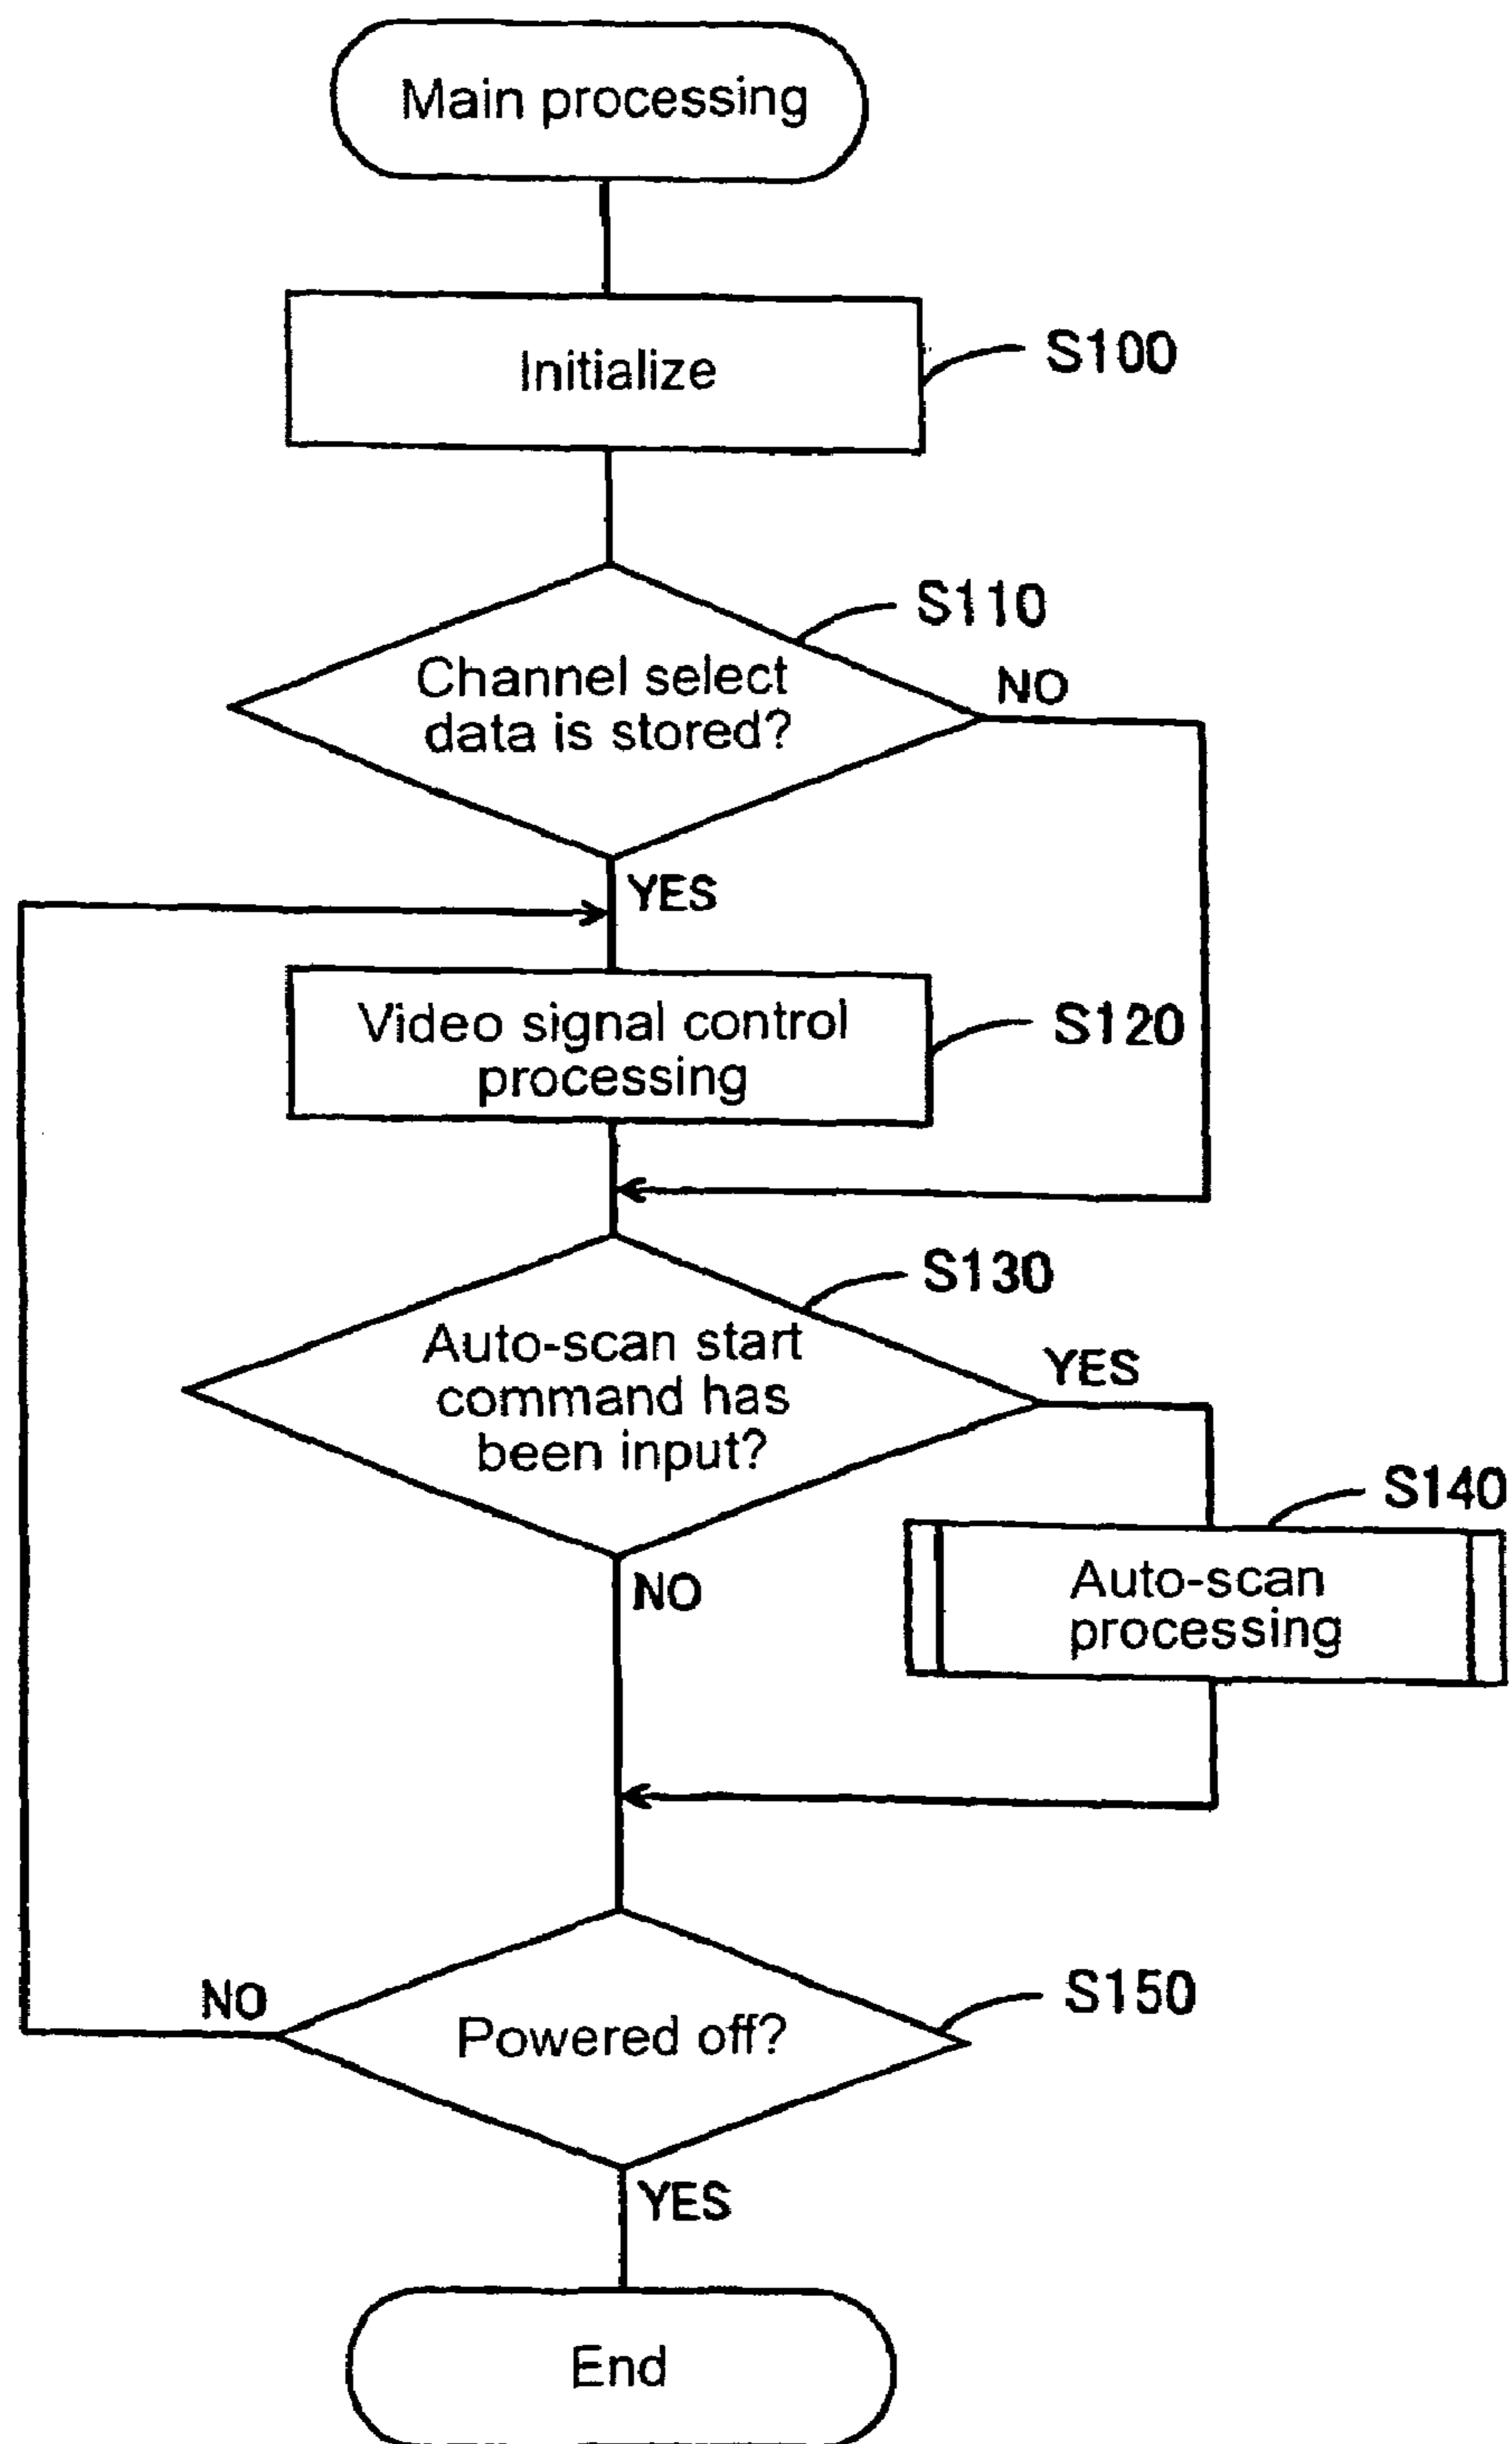 Main processing
Initialize
S100
S110
Channel select
data is stored?
NO
YES
Video signal control
processing
S120
S130
Auto-scan start
command has
been input?
YES
S140
Auto-scan
processing
NO
S150
NO
Powered off?
YES
End